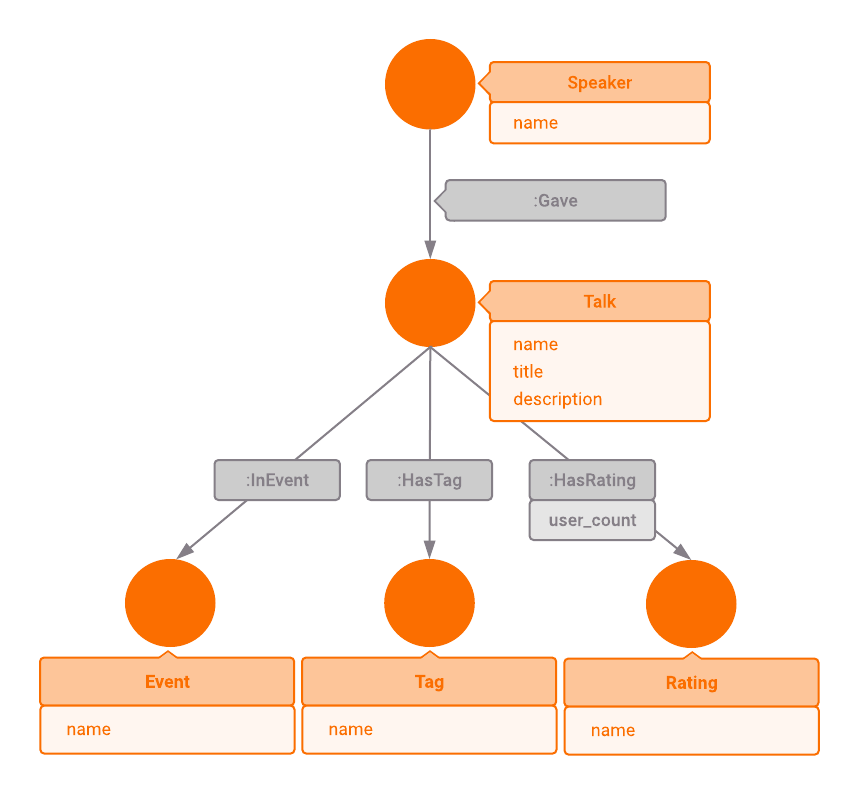 Speaker
name
:Gave
Talk
name
title
description
:InEvent
:HasTag
:HasRating
user_count
Event
name
Tag
name
Rating
name